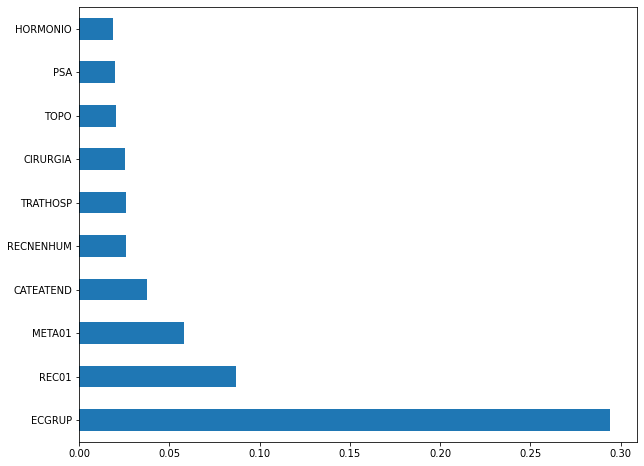 HORMONIO
PSA
TOPO
CIRURGIA
TRATHOSP
RECNENHUM
CATEATEND
META01
REC01
ECGRUP
0.00 0.05 0.10 0.15 0.20 0.25 0.30